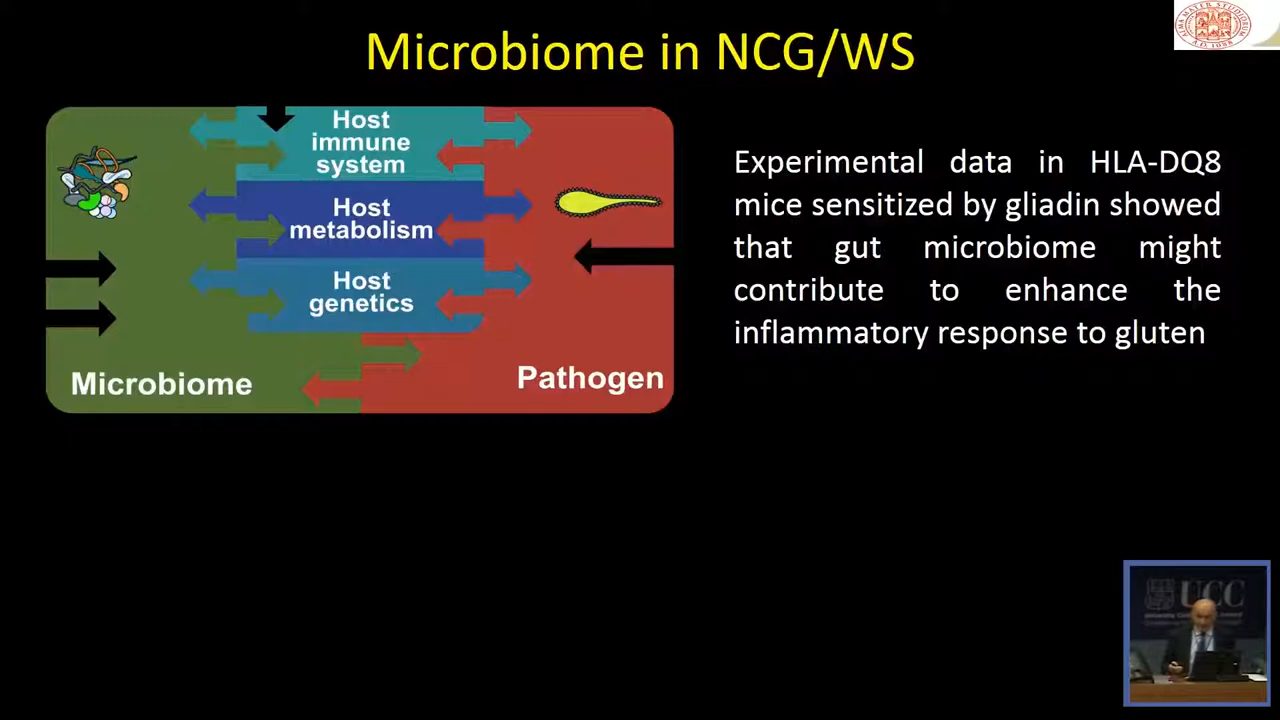 Microbiome in NCG/WS
Host
immune
system
Host
metabolism
Host
genetics
Microbiome
Pathogen
Experimental data in HLA-DQ8
mice sensitized by gliadin showed
that gut microbiome might
contribute to enhance the
inflammatory response to gluten
UCC